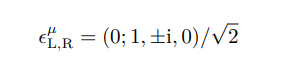 ϵ^μ_{L,R} = (0; 1, ±i, 0)/√2